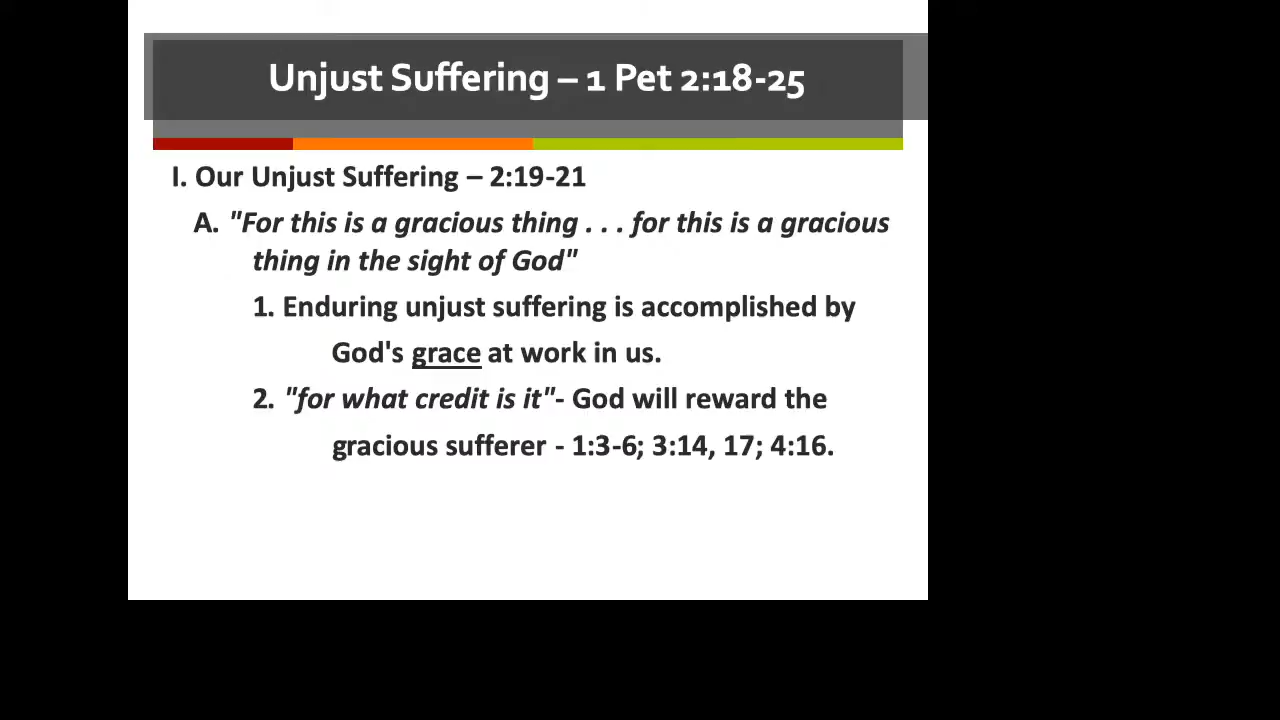 Unjust Suffering – 1 Pet 2:18-25
I. Our Unjust Suffering – 2:19-21
A. "For this is a gracious thing . . . for this is a gracious
thing in the sight of God"
1. Enduring unjust suffering is accomplished by
God's grace at work in us.
2. "for what credit is it"- God will reward the
gracious sufferer - 1:3-6; 3:14, 17; 4:16.